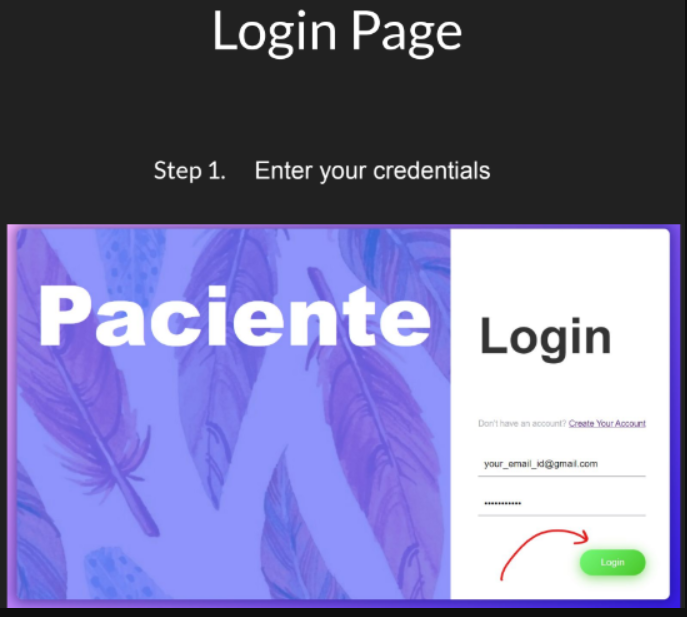 Login Page
Step 1. Enter your credentials
Paciente
Login
Don't have an account? Create Your Account
your_email_id@gmail.com
•••••••••••
Login